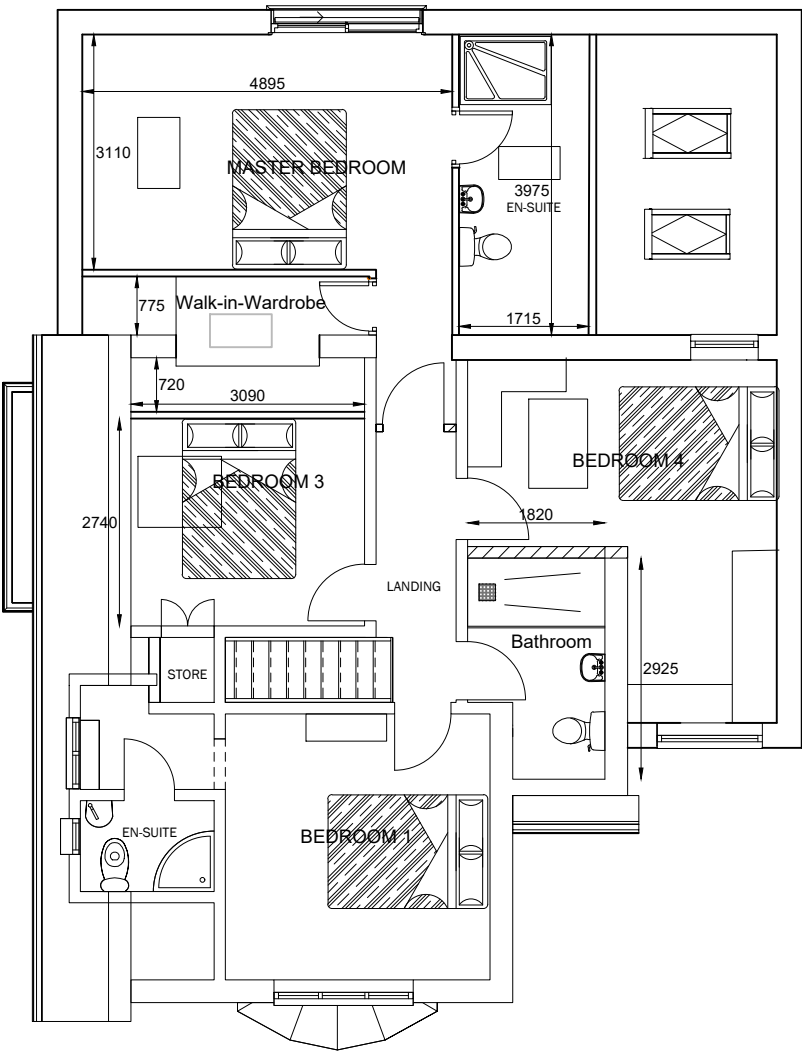 4895
3110
MASTER BEDROOM
3975
EN-SUITE
775
Walk-in-Wardrobe
1715
720
3090
BEDROOM 4
BEDROOM 3
2740
1820
LANDING
Bathroom
STORE
2925
EN-SUITE
BEDROOM 1